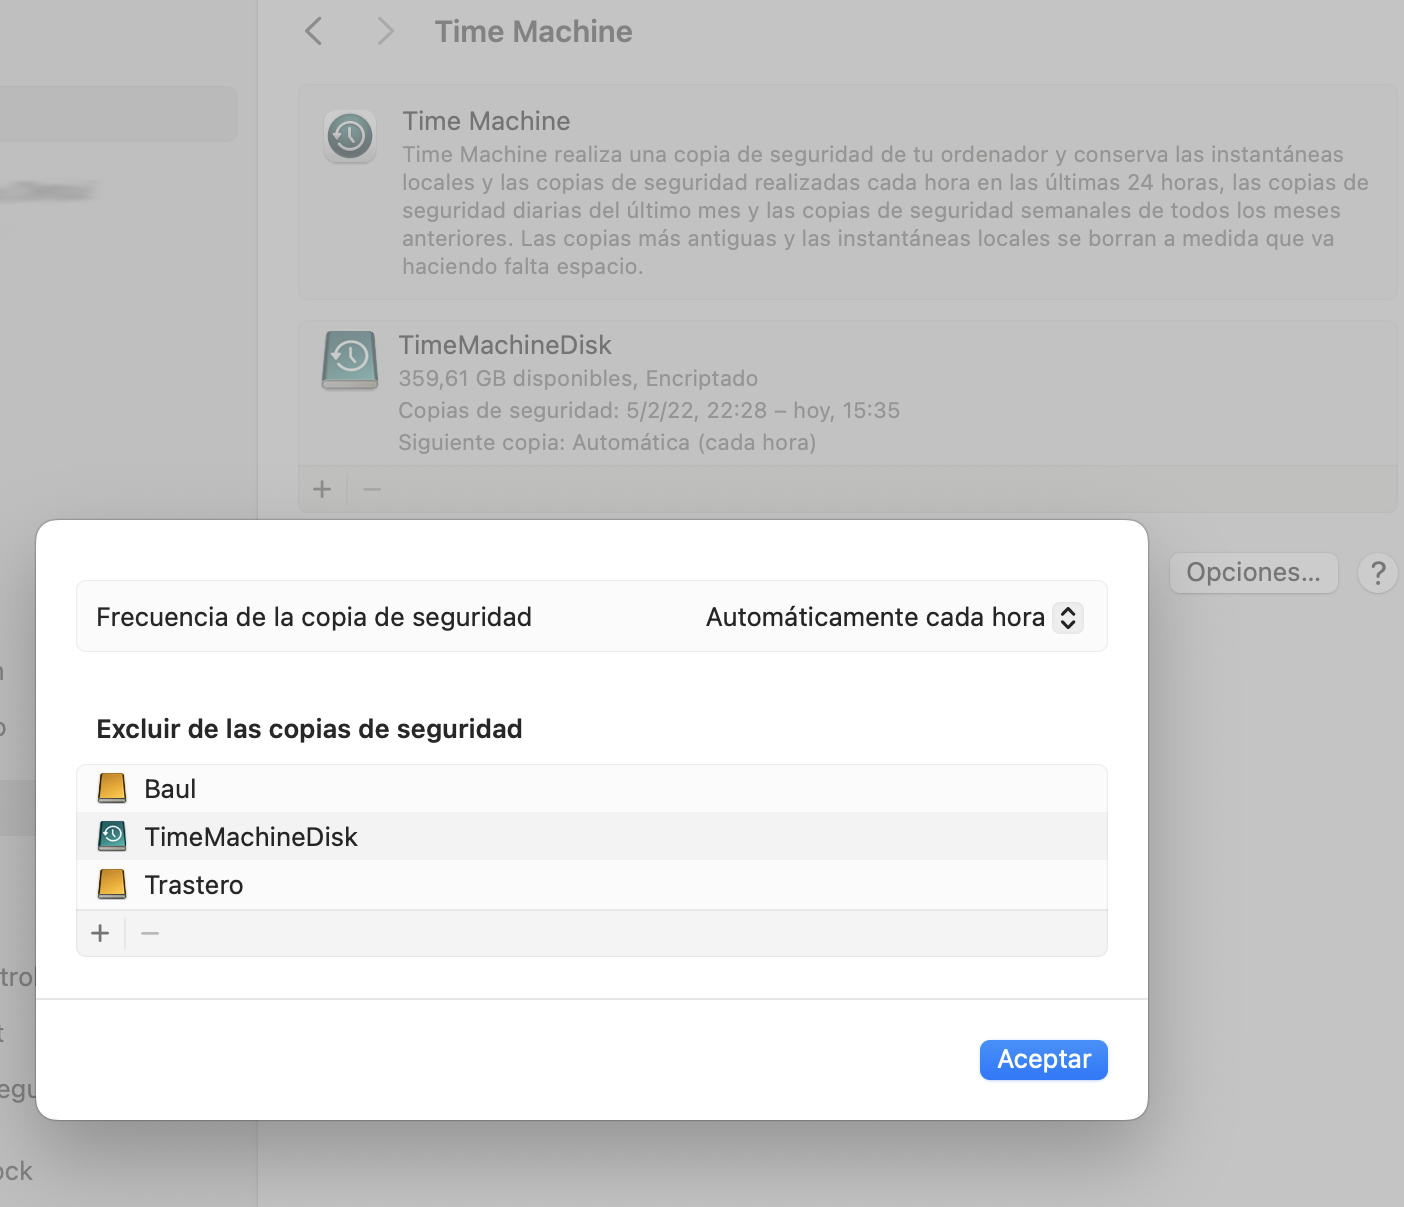 Time Machine
Time Machine
Time Machine realiza una copia de seguridad de tu ordenador y conserva las instantáneas
locales y las copias de seguridad realizadas cada hora en las últimas 24 horas, las copias de
seguridad diarias del último mes y las copias de seguridad semanales de todos los meses
anteriores. Las copias más antiguas y las instantáneas locales se borran a medida que va
haciendo falta espacio.
TimeMachineDisk
359,61 GB disponibles, Encriptado
Copias de seguridad: 5/2/22, 22:28 – hoy, 15:35
Siguiente copia: Automática (cada hora)
Opciones...
?
Frecuencia de la copia de seguridad
Automáticamente cada hora
Excluir de las copias de seguridad
Baul
TimeMachineDisk
Trastero
Aceptar